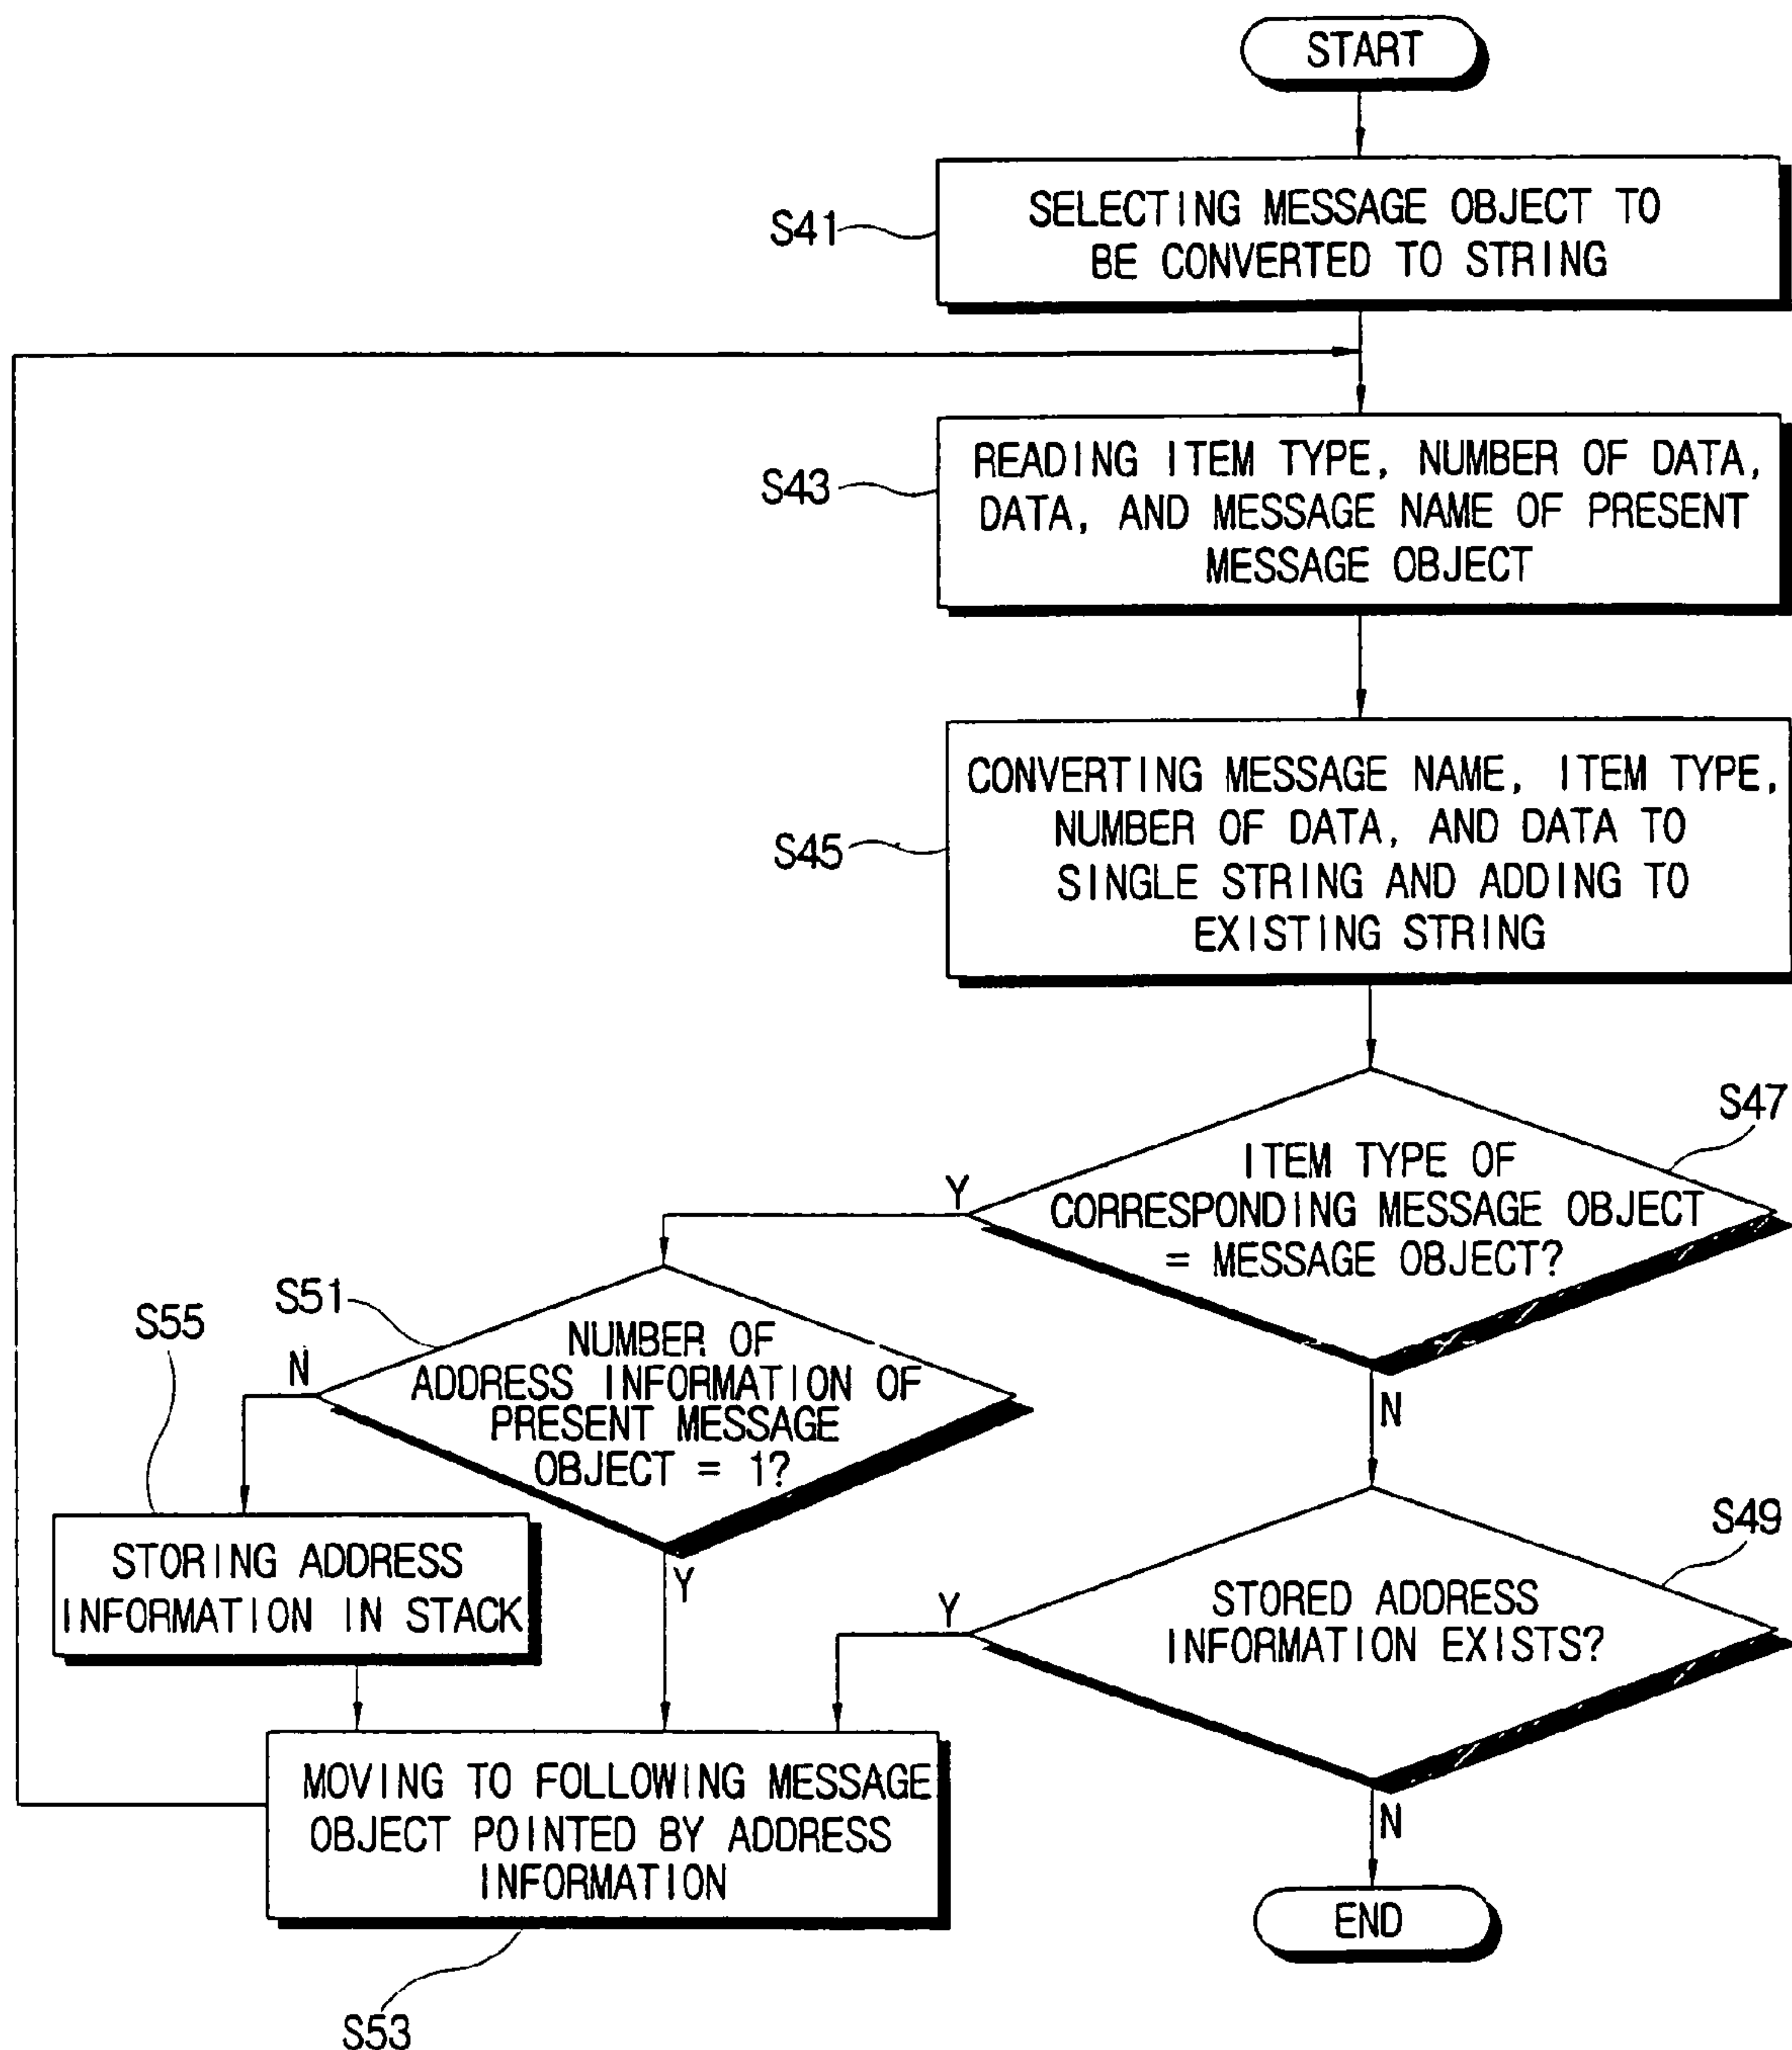 START
S41
SELECTING MESSAGE OBJECT TO
BE CONVERTED TO STRING
S43
READING ITEM TYPE, NUMBER OF DATA,
DATA, AND MESSAGE NAME OF PRESENT
MESSAGE OBJECT
S45
CONVERTING MESSAGE NAME, ITEM TYPE,
NUMBER OF DATA, AND DATA TO
SINGLE STRING AND ADDING TO
EXISTING STRING
S47
ITEM TYPE OF
CORRESPONDING MESSAGE OBJECT
= MESSAGE OBJECT?
Y
N
S51
NUMBER OF
ADDRESS INFORMATION OF
PRESENT MESSAGE
OBJECT = 1?
N
Y
S55
STORING ADDRESS
INFORMATION IN STACK
S49
STORED ADDRESS
INFORMATION EXISTS?
Y
N
MOVING TO FOLLOWING MESSAGE
OBJECT POINTED BY ADDRESS
INFORMATION
S53
END